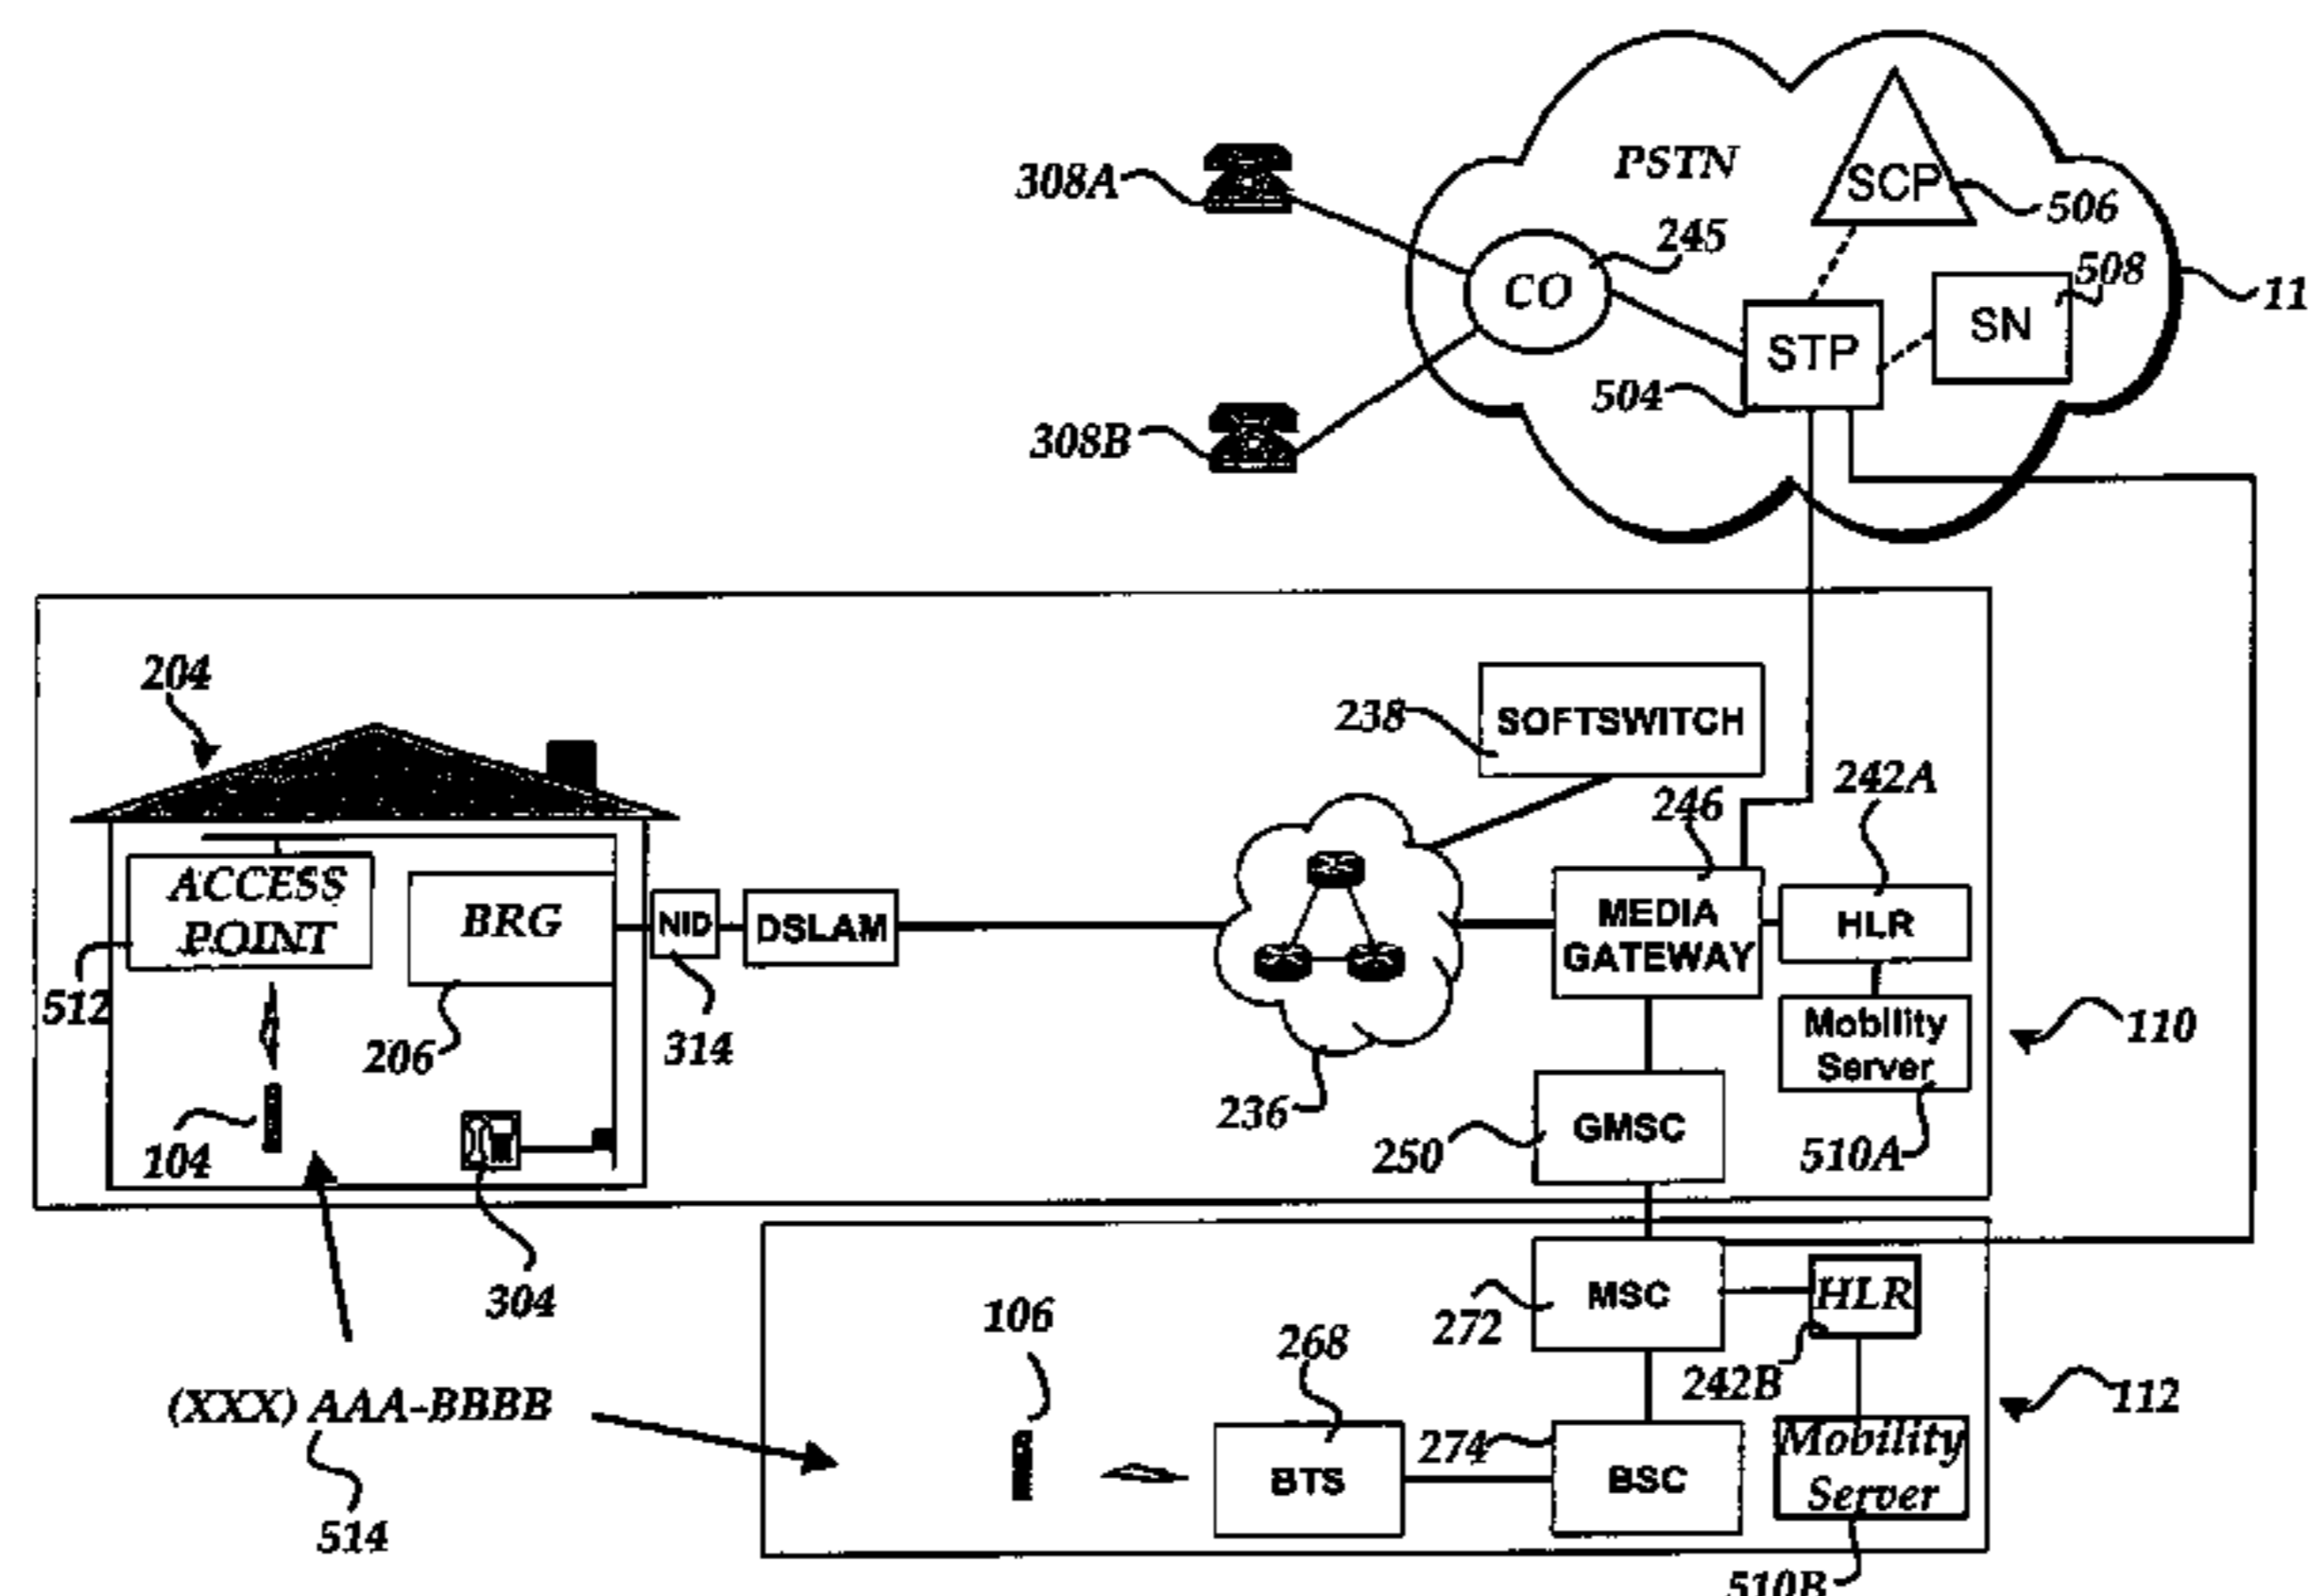 PSTN
SCP
308A
506
245
508
CO
11
SN
STP
504
308B
204
238
SOFTSWITCH
242A
246
ACCESS
POINT
BRG
NID
DSLAM
MEDIA
GATEWAY
HLR
512
206
314
Mobility
Server
110
236
104
250
GMSC
510A
304
106
268
272
MSC
HLR
242B
112
(XXX) AAA-BBBB
274
BTS
BSC
Mobility
Server
514
510B